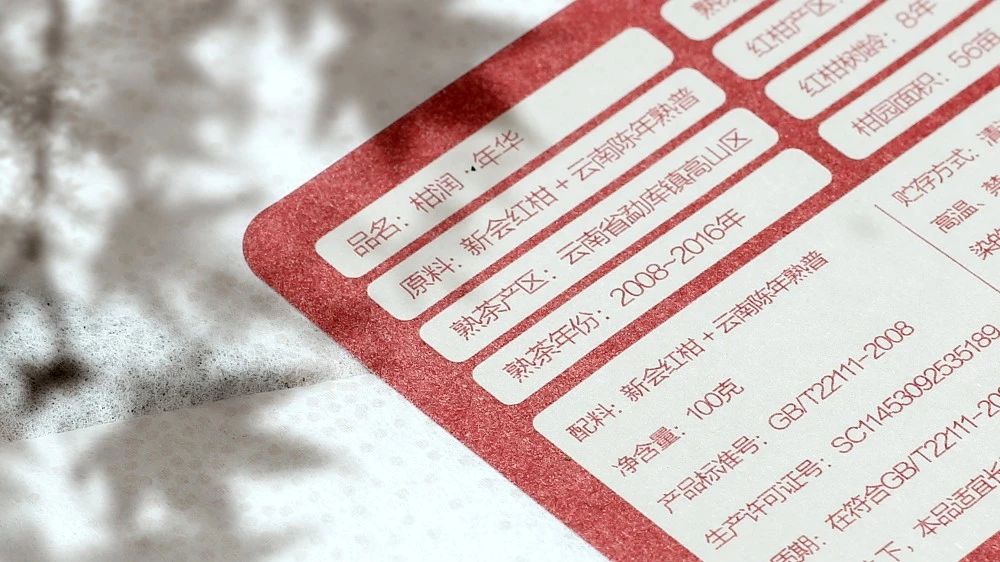 品名：柑润·年华
原料：新会红柑+云南陈年熟普
熟茶产区：云南省勐库镇高山区
熟茶年份：2008-2016年
红柑产区：
红柑树龄：8年
柑园面积：56亩
配料：新会红柑+云南陈年熟普
净含量：100克
产品标准号：GB/T22111-2008
生产许可证号：SC11453092535189
质期：在符合GB/T22111-20
下，本品适宜长
贮存方式：清
高温、
染